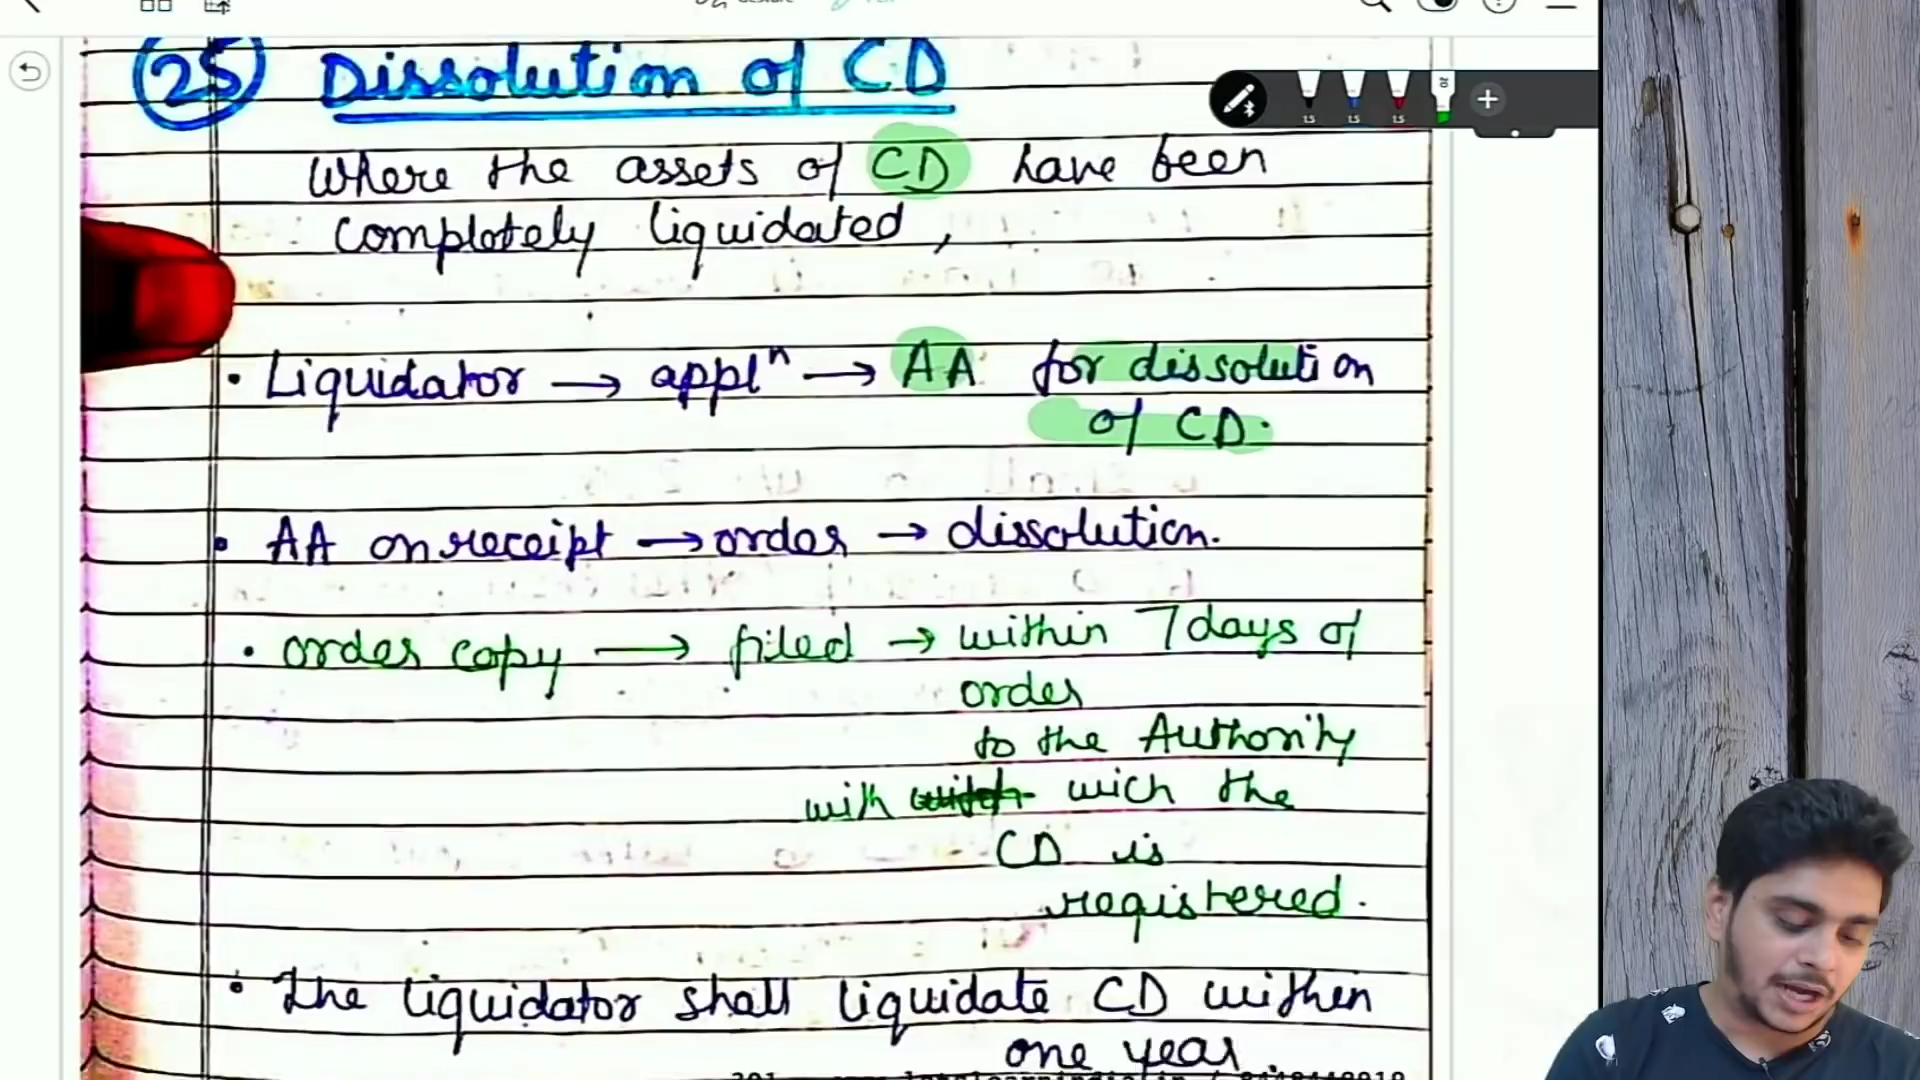 25 Dissolution of CD
Where the assets of CD have been
completely liquidated,
• Liquidator → applⁿ → AA for dissolution
of CD.
• AA on receipt → order → dissolution.
• order copy → filed → within 7 days of
order
to the Authority
with wich the
CD is
registered.
• The liquidator shall liquidate CD within
one year.